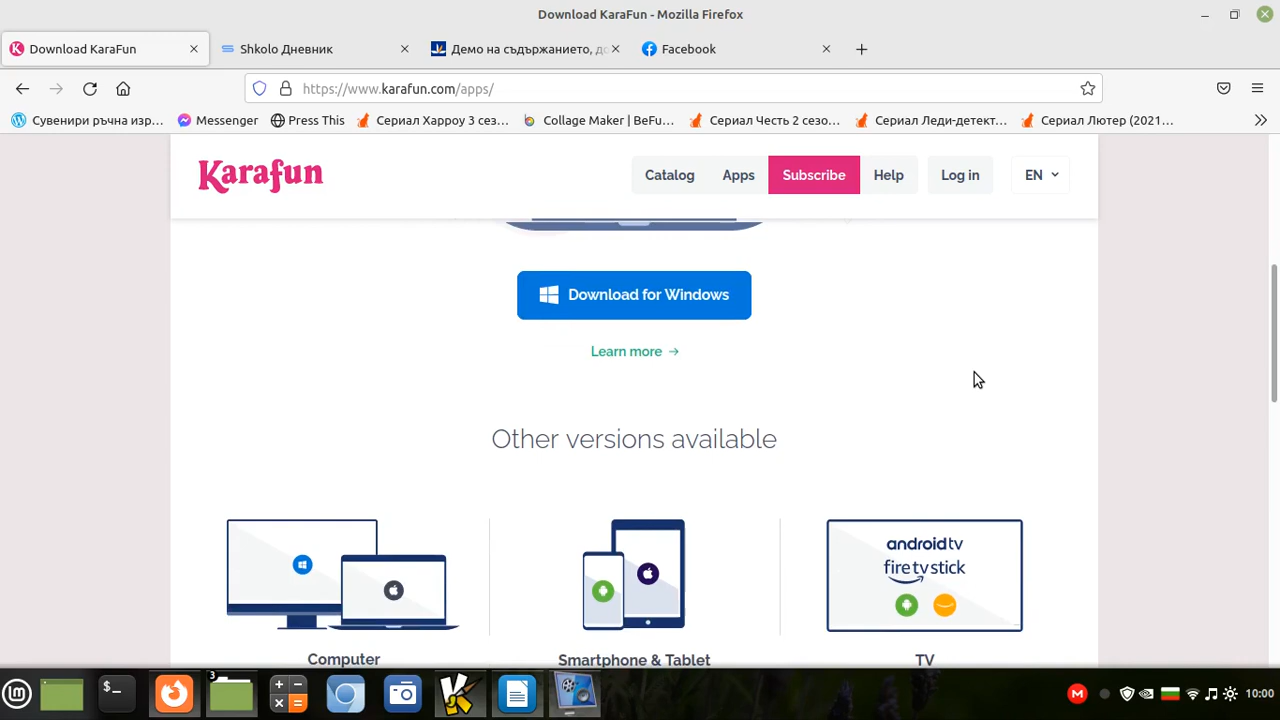 Download KaraFun - Mozilla Firefox
Download KaraFun
Shkolo Дневник
Демо на съдържанието, до
Facebook
https://www.karafun.com/apps/
Сувенири ръчна изр…
Messenger
Press This
Сериал Харроу 3 сез…
Collage Maker | BeFu…
Сериал Честь 2 сезо…
Сериал Леди-детект…
Сериал Лютер (2021…
Karafun
Catalog
Apps
Subscribe
Help
Log in
EN
Download for Windows
Learn more →
Other versions available
androidtv
fire tv stick
Computer
Smartphone & Tablet
TV
3
10:00